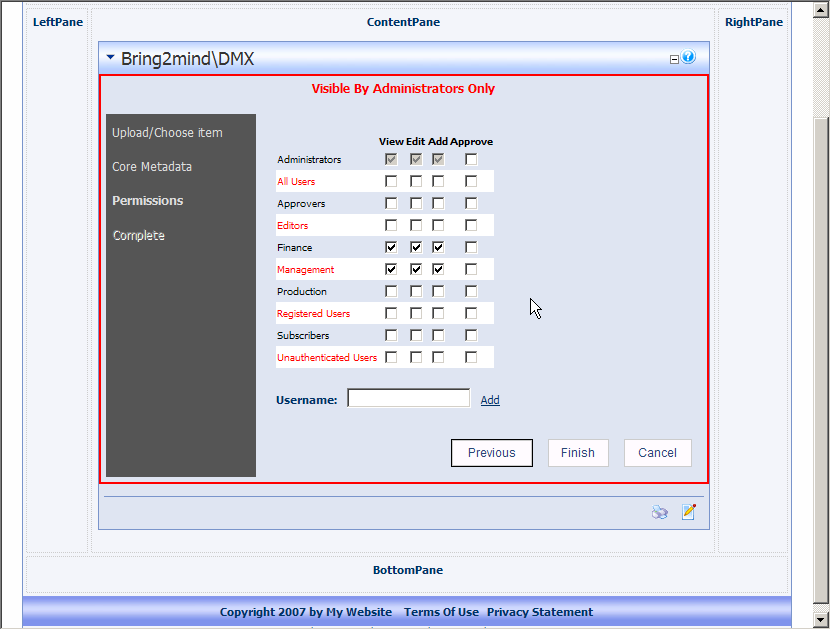 LeftPane ContentPane RightPane
Bring2mind\DMX
Visible By Administrators Only
Upload/Choose item
Core Metadata
Permissions
Complete
View Edit Add Approve
Administrators
All Users
Approvers
Editors
Finance
Management
Production
Registered Users
Subscribers
Unauthenticated Users
Username: Add
Previous Finish Cancel
BottomPane
Copyright 2007 by My Website Terms Of Use Privacy Statement